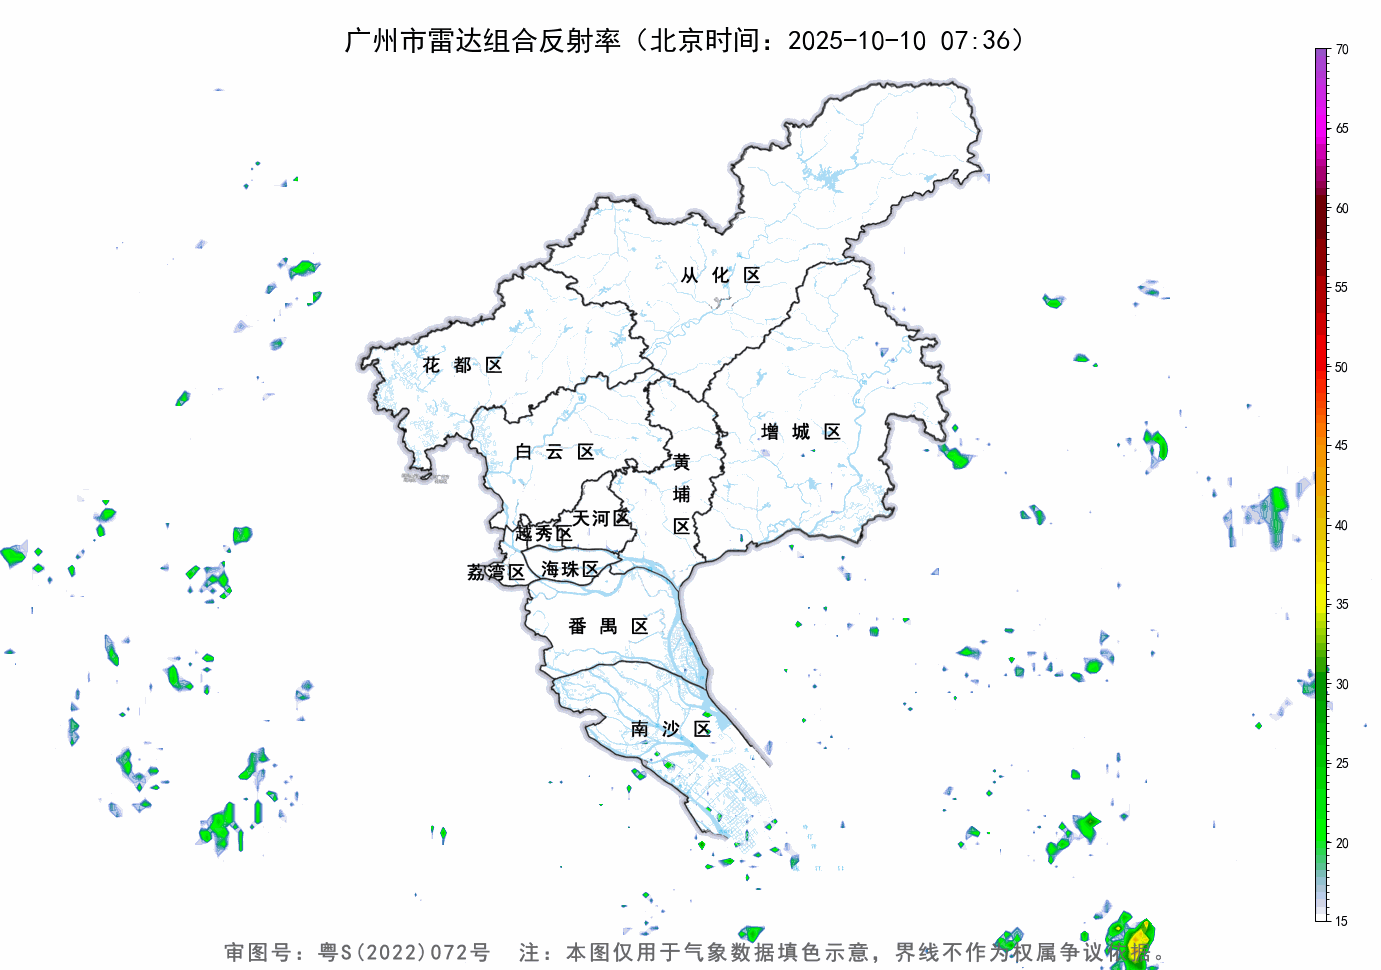 广州市雷达组合反射率（北京时间：2025-10-10 07:36）
70
65
60
55
50
45
40
35
30
25
20
15
从化区
花都区
增城区
白云区
黄埔区
天河区
越秀区
海珠区
荔湾区
番禺区
南沙区
审图号：粤S(2022)072号 注：本图仅用于气象数据填色示意，界线不作为权属争议依据。